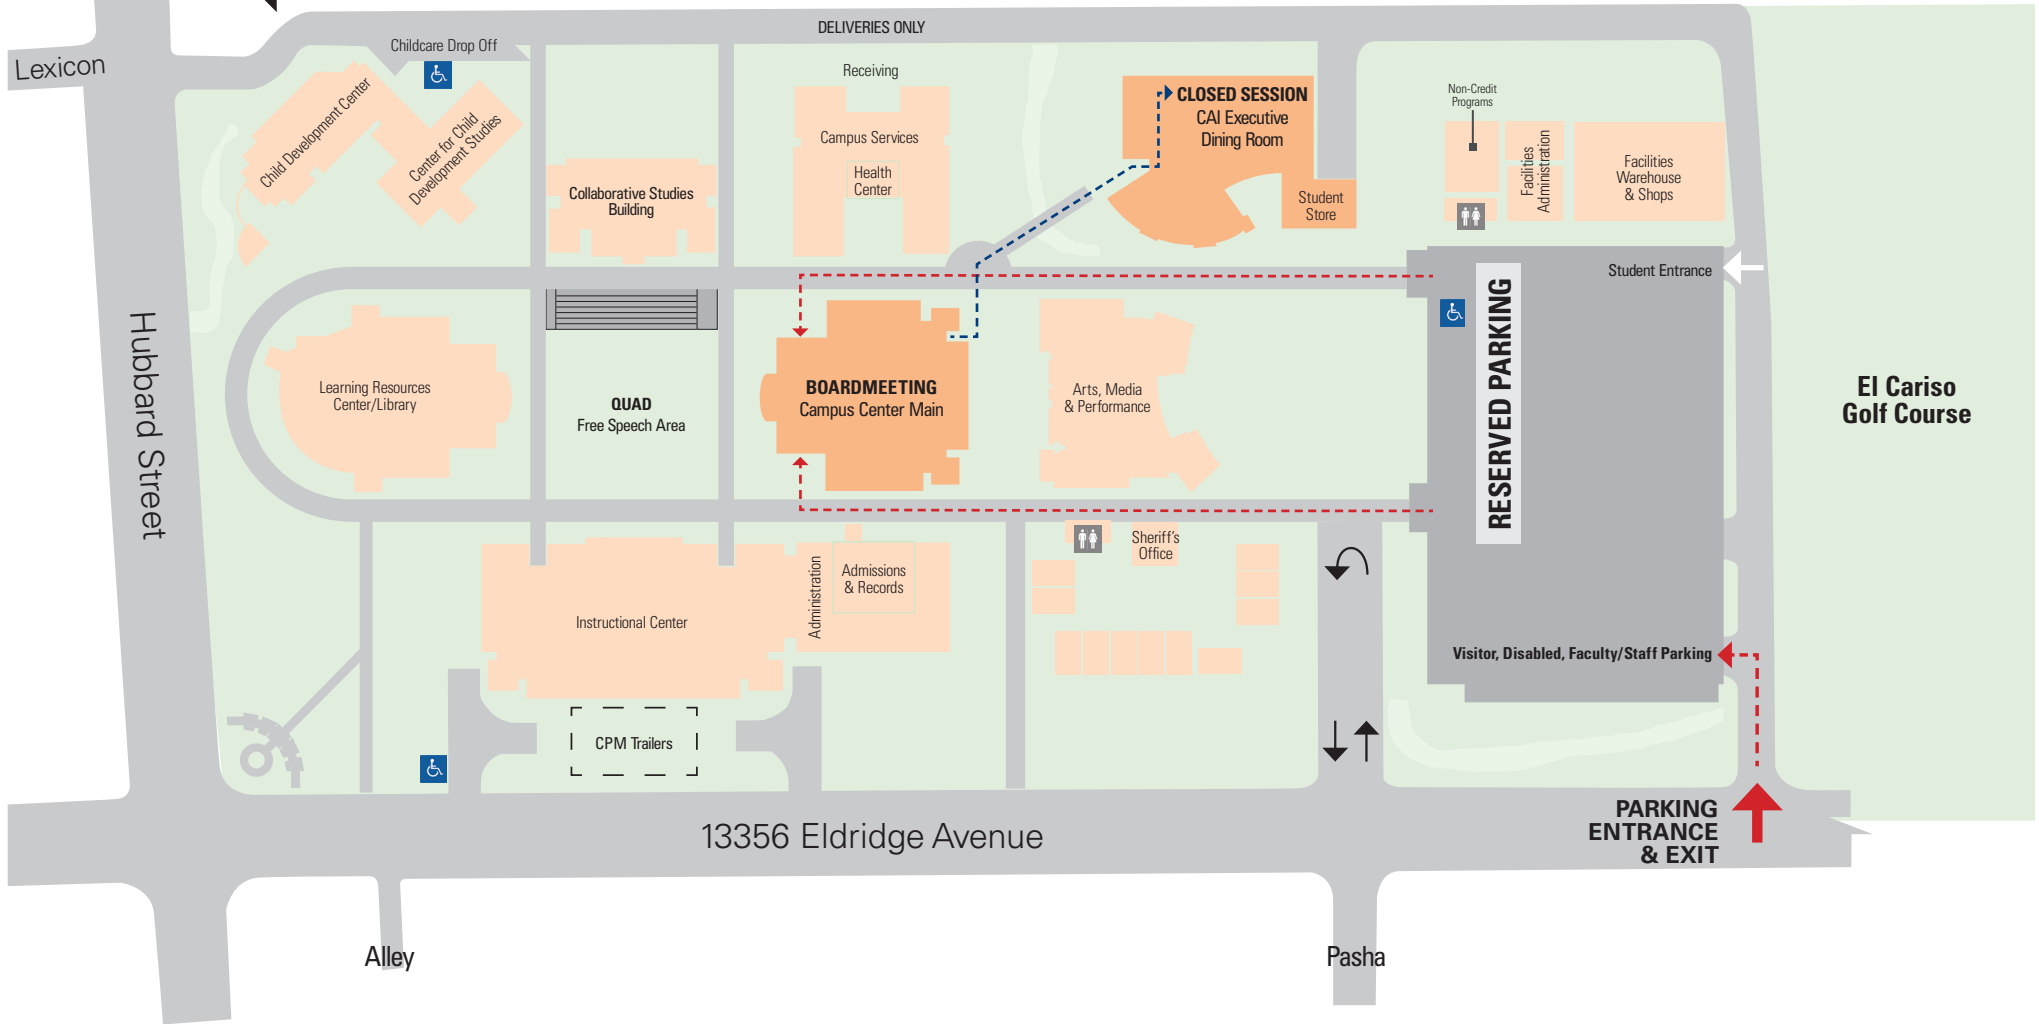 DELIVERIES ONLY
Childcare Drop Off
Lexicon
Receiving
Child Development Center
Center for Child
Development Studies
Campus Services
Health
Center
Collaborative Studies
Building
CLOSED SESSION
CAI Executive
Dining Room
Student
Store
Non-Credit
Programs
Facilities
Administration
Facilities
Warehouse
& Shops
Student Entrance
RESERVED PARKING
Hubbard Street
Learning Resources
Center/Library
QUAD
Free Speech Area
BOARDMEETING
Campus Center Main
Arts, Media
& Performance
El Cariso
Golf Course
Sheriff's
Office
Administration
Admissions
& Records
Instructional Center
Visitor, Disabled, Faculty/Staff Parking
CPM Trailers
PARKING
ENTRANCE
& EXIT
13356 Eldridge Avenue
Alley
Pasha